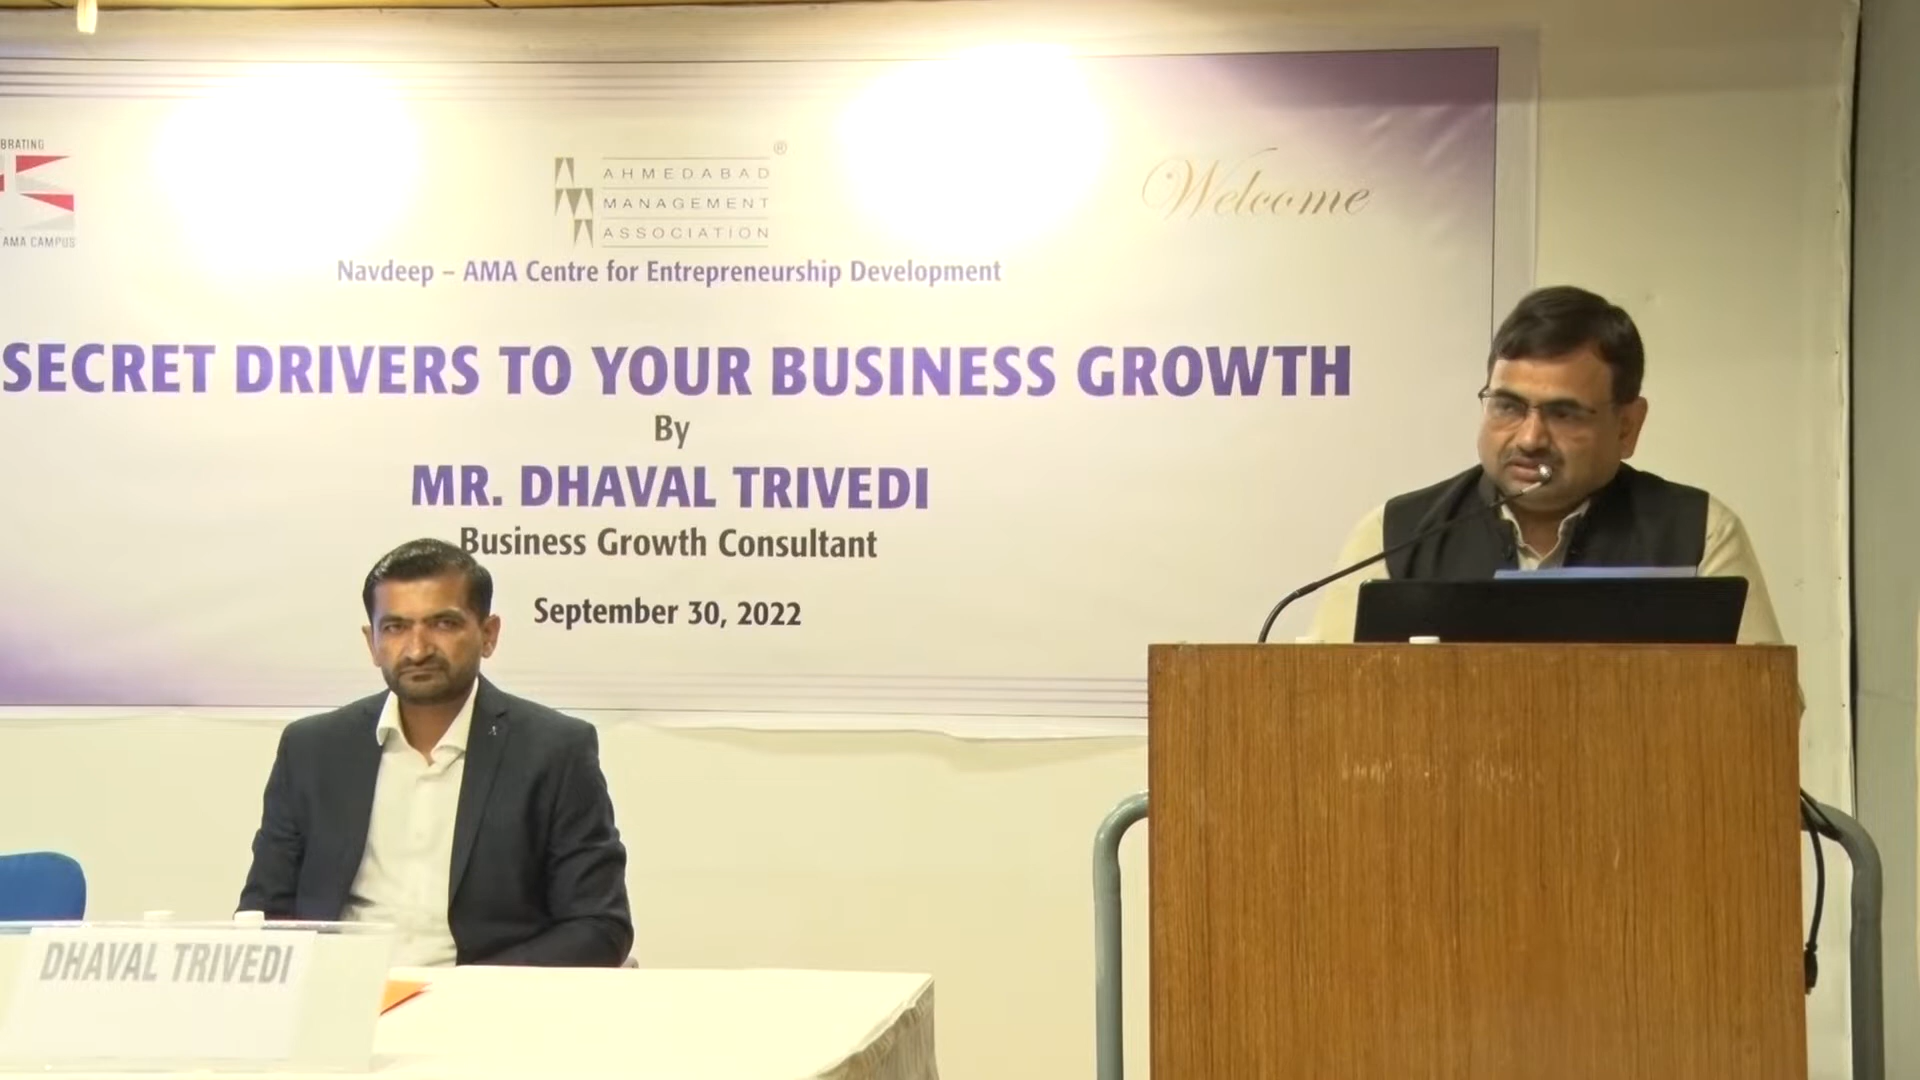 BRATING
AMA CAMPUS
AHMEDABAD ®
MANAGEMENT
ASSOCIATION
Welcome
Navdeep – AMA Centre for Entrepreneurship Development
SECRET DRIVERS TO YOUR BUSINESS GROWTH
By
MR. DHAVAL TRIVEDI
Business Growth Consultant
September 30, 2022
DHAVAL TRIVEDI